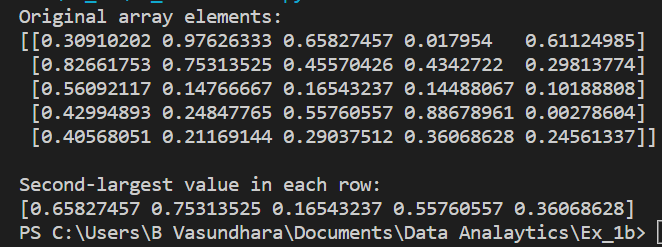 Original array elements:
[[0.30910202 0.97626333 0.65827457 0.017954   0.61124985]
 [0.82661753 0.75313525 0.45570426 0.4342722  0.29813774]
 [0.56092117 0.14766667 0.16543237 0.14488067 0.10188808]
 [0.42994893 0.24847765 0.55760557 0.88678961 0.00278604]
 [0.40568051 0.21169144 0.29037512 0.36068628 0.24561337]]
Second-largest value in each row:
[0.65827457 0.75313525 0.16543237 0.55760557 0.36068628]
PS C:\Users\B Vasundhara\Documents\Data Analaytics\Ex_1b>